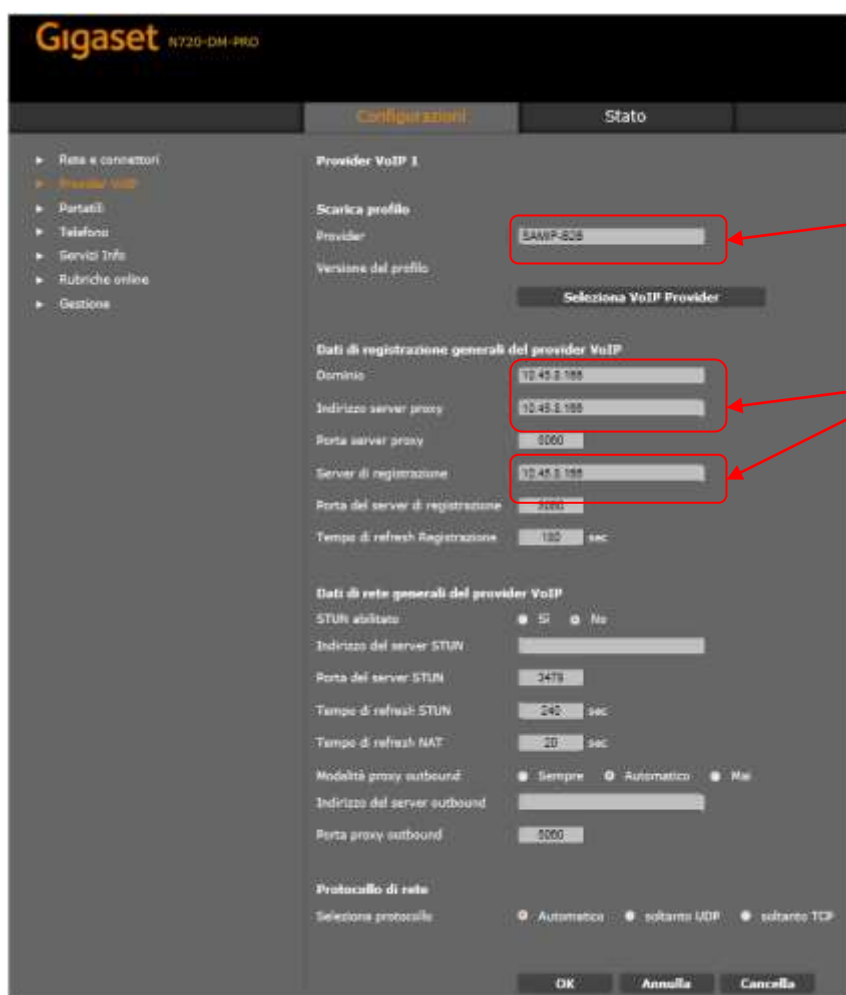 Gigaset N720-DM-PRO
Configurazioni Stato
Rete e connettori
Provider VoIP
Portatili
Telefono
Servizi Info
Rubriche online
Gestione
Provider VoIP 1
Scarica profilo
Provider
Versione del profilo
Seleziona VoIP Provider
Dati di registrazione generali del provider VoIP
Dominio
Indirizzo server proxy
Porta server proxy 5060
Server di registrazione
Porta del server di registrazione 5060
Tempo di refresh Registrazione 180 sec
Dati di rete generali del provider VoIP
STUN abilitato Sì No
Indirizzo del server STUN
Porta del server STUN 3478
Tempo di refresh STUN 240 sec
Tempo di refresh NAT 20 sec
Modalità proxy outbound Sempre Automatico Mai
Indirizzo del server outbound
Porta proxy outbound 5060
Protocollo di rete
Seleziona protocollo Automatico soltanto UDP soltanto TCP
OK Annulla Cancella